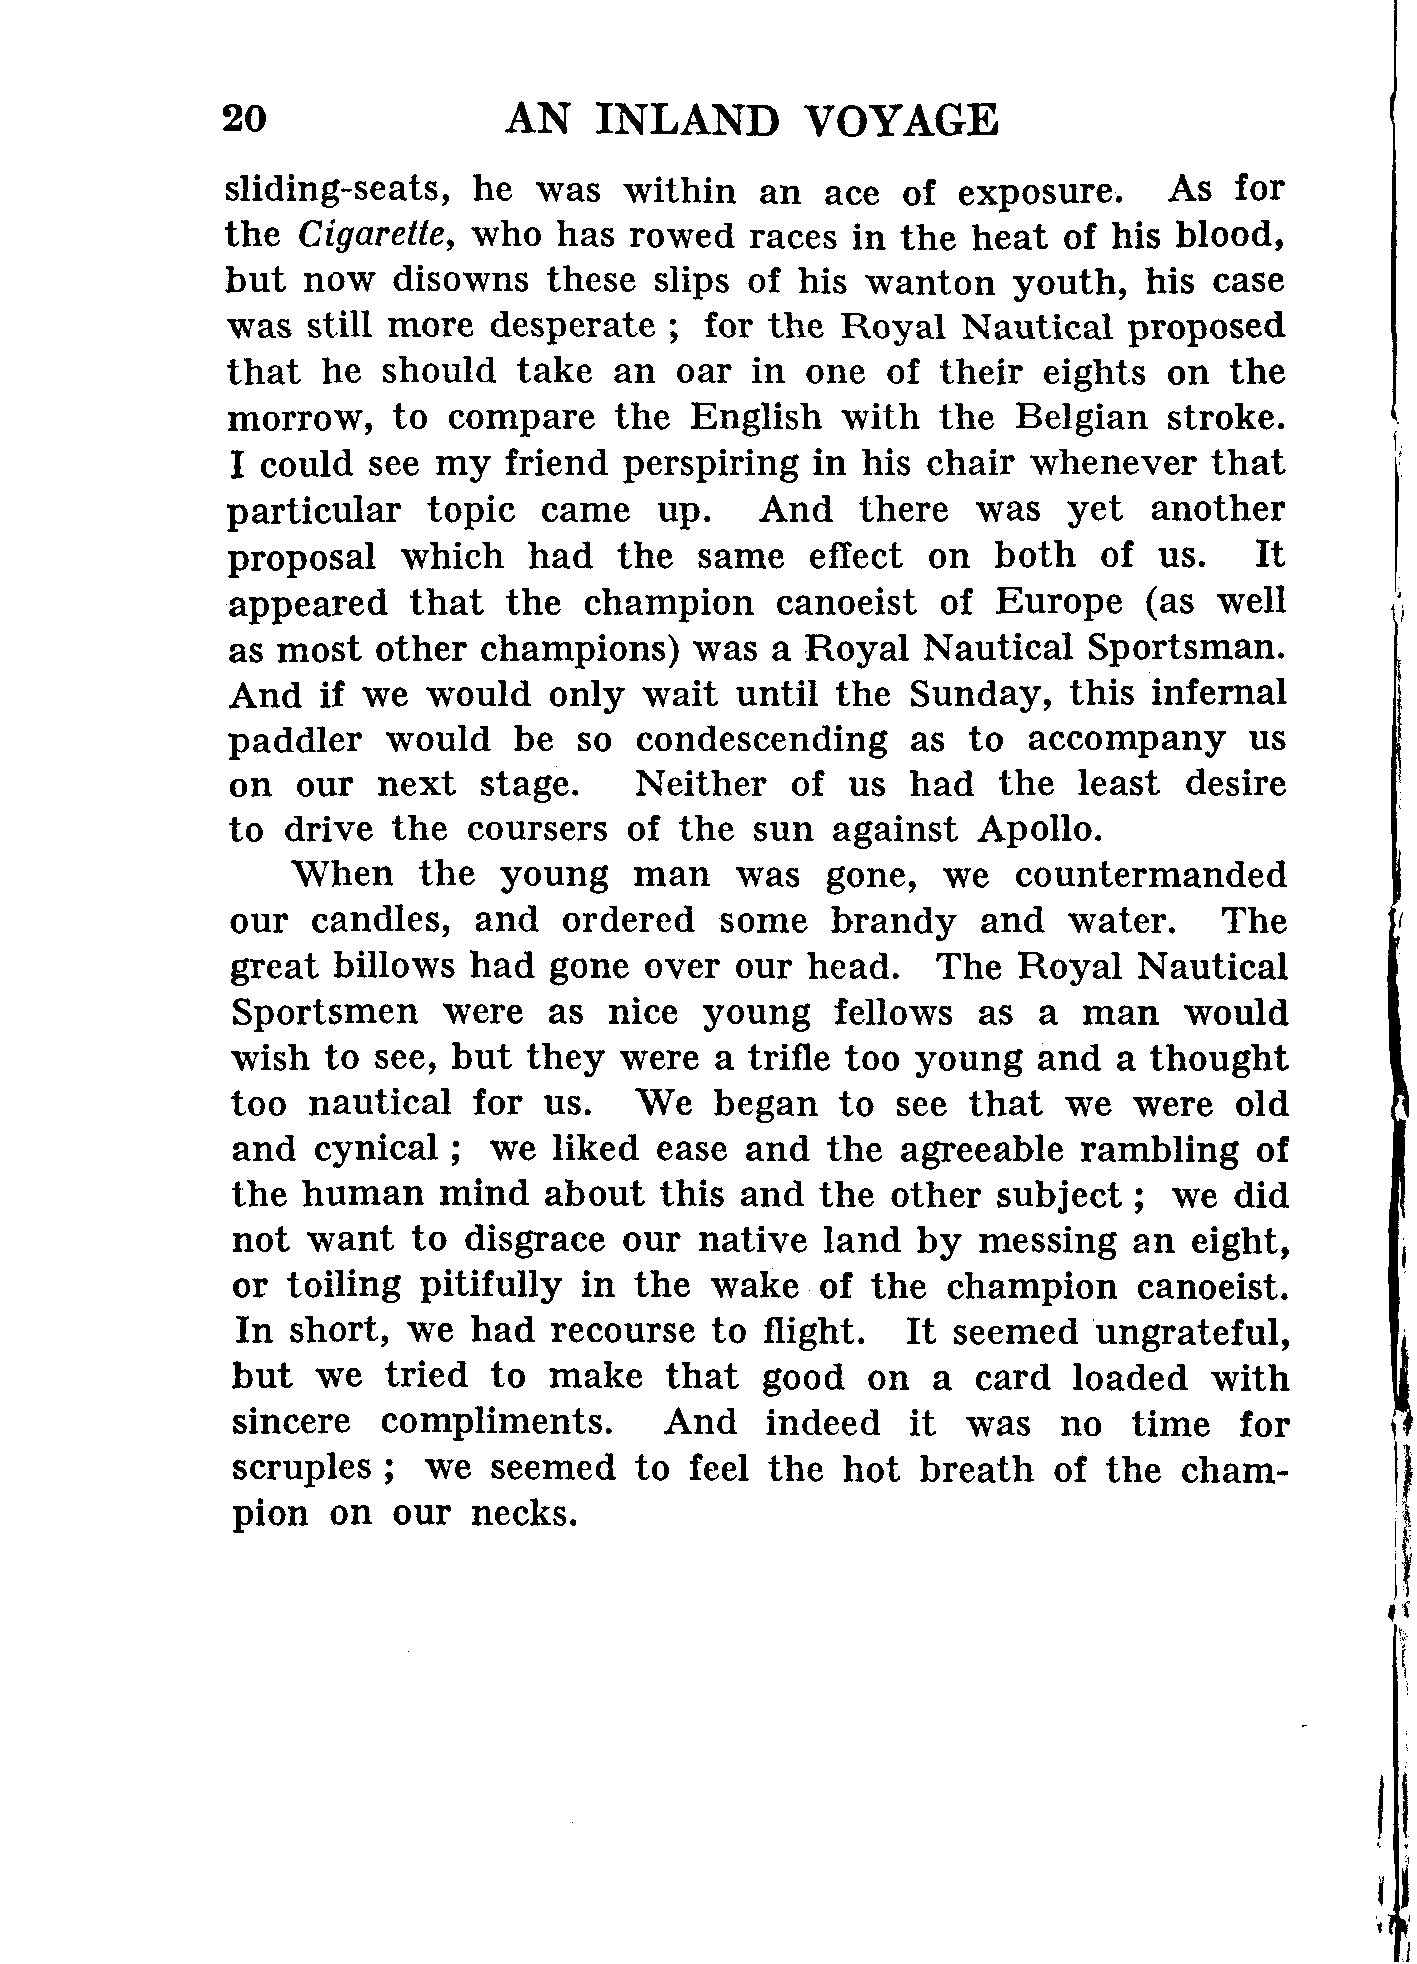 20 AN INLAND VOYAGE
sliding-seats, he was within an ace of exposure. As for
the Cigarette, who has rowed races in the heat of his blood,
but now disowns these slips of his wanton youth, his case
was still more desperate ; for the Royal Nautical proposed
that he should take an oar in one of their eights on the
morrow, to compare the English with the Belgian stroke.
I could see my friend perspiring in his chair whenever that
particular topic came up. And there was yet another
proposal which had the same effect on both of us. It
appeared that the champion canoeist of Europe (as well
as most other champions) was a Royal Nautical Sportsman.
And if we would only wait until the Sunday, this infernal
paddler would be so condescending as to accompany us
on our next stage. Neither of us had the least desire
to drive the coursers of the sun against Apollo.
When the young man was gone, we countermanded
our candles, and ordered some brandy and water. The
great billows had gone over our head. The Royal Nautical
Sportsmen were as nice young fellows as a man would
wish to see, but they were a trifle too young and a thought
too nautical for us. We began to see that we were old
and cynical ; we liked ease and the agreeable rambling of
the human mind about this and the other subject ; we did
not want to disgrace our native land by messing an eight,
or toiling pitifully in the wake of the champion canoeist.
In short, we had recourse to flight. It seemed ungrateful,
but we tried to make that good on a card loaded with
sincere compliments. And indeed it was no time for
scruples ; we seemed to feel the hot breath of the cham-
pion on our necks.